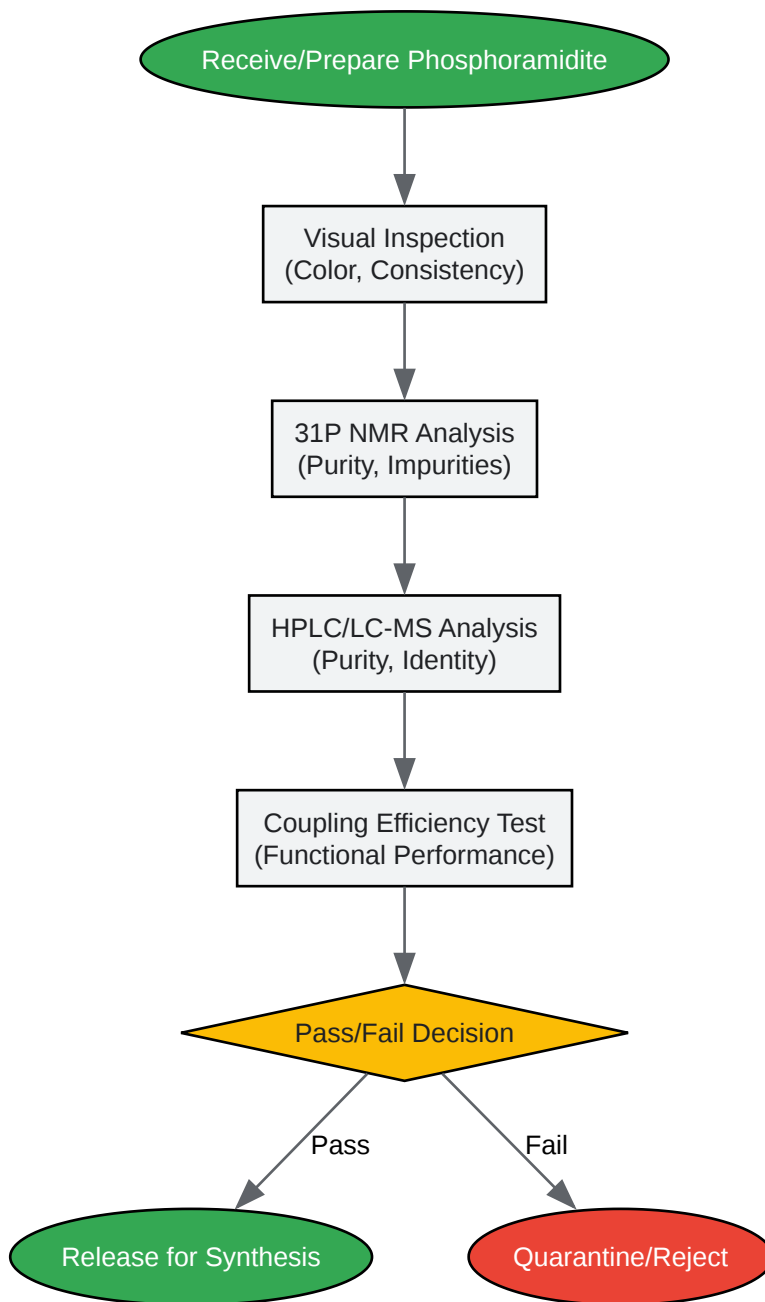 Receive/Prepare Phosphoramidite
Visual Inspection
(Color, Consistency)
31P NMR Analysis
(Purity, Impurities)
HPLC/LC-MS Analysis
(Purity, Identity)
Coupling Efficiency Test
(Functional Performance)
Pass/Fail Decision
Pass
Fail
Release for Synthesis
Quarantine/Reject